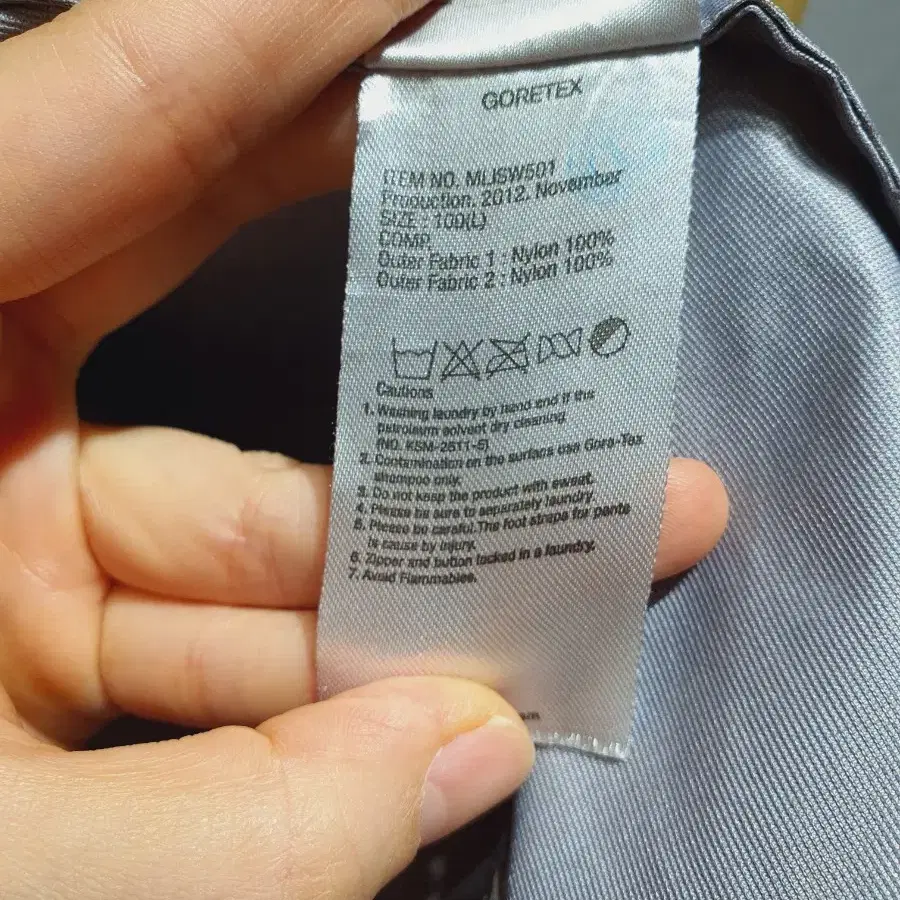 GORETEX
ITEM NO. MLISW501
Production. 2012. November
SIZE : 100(L)
COMP.
Outer Fabric 1 : Nylon 100%
Outer Fabric 2 : Nylon 100%
Cautions
1. Washing laundry by hand and if the
petroleum solvent dry cleaning
(NO. KSM-2611-5)
2. Contamination on the surface use Gore-Tex
shampoo only.
3. Do not keep the product with sweat.
4. Please be sure to separately laundry.
5. Please be careful.The foot straps for pants
is cause by injury.
6. Zipper and button locked in a laundry.
7. Avoid Flammables.